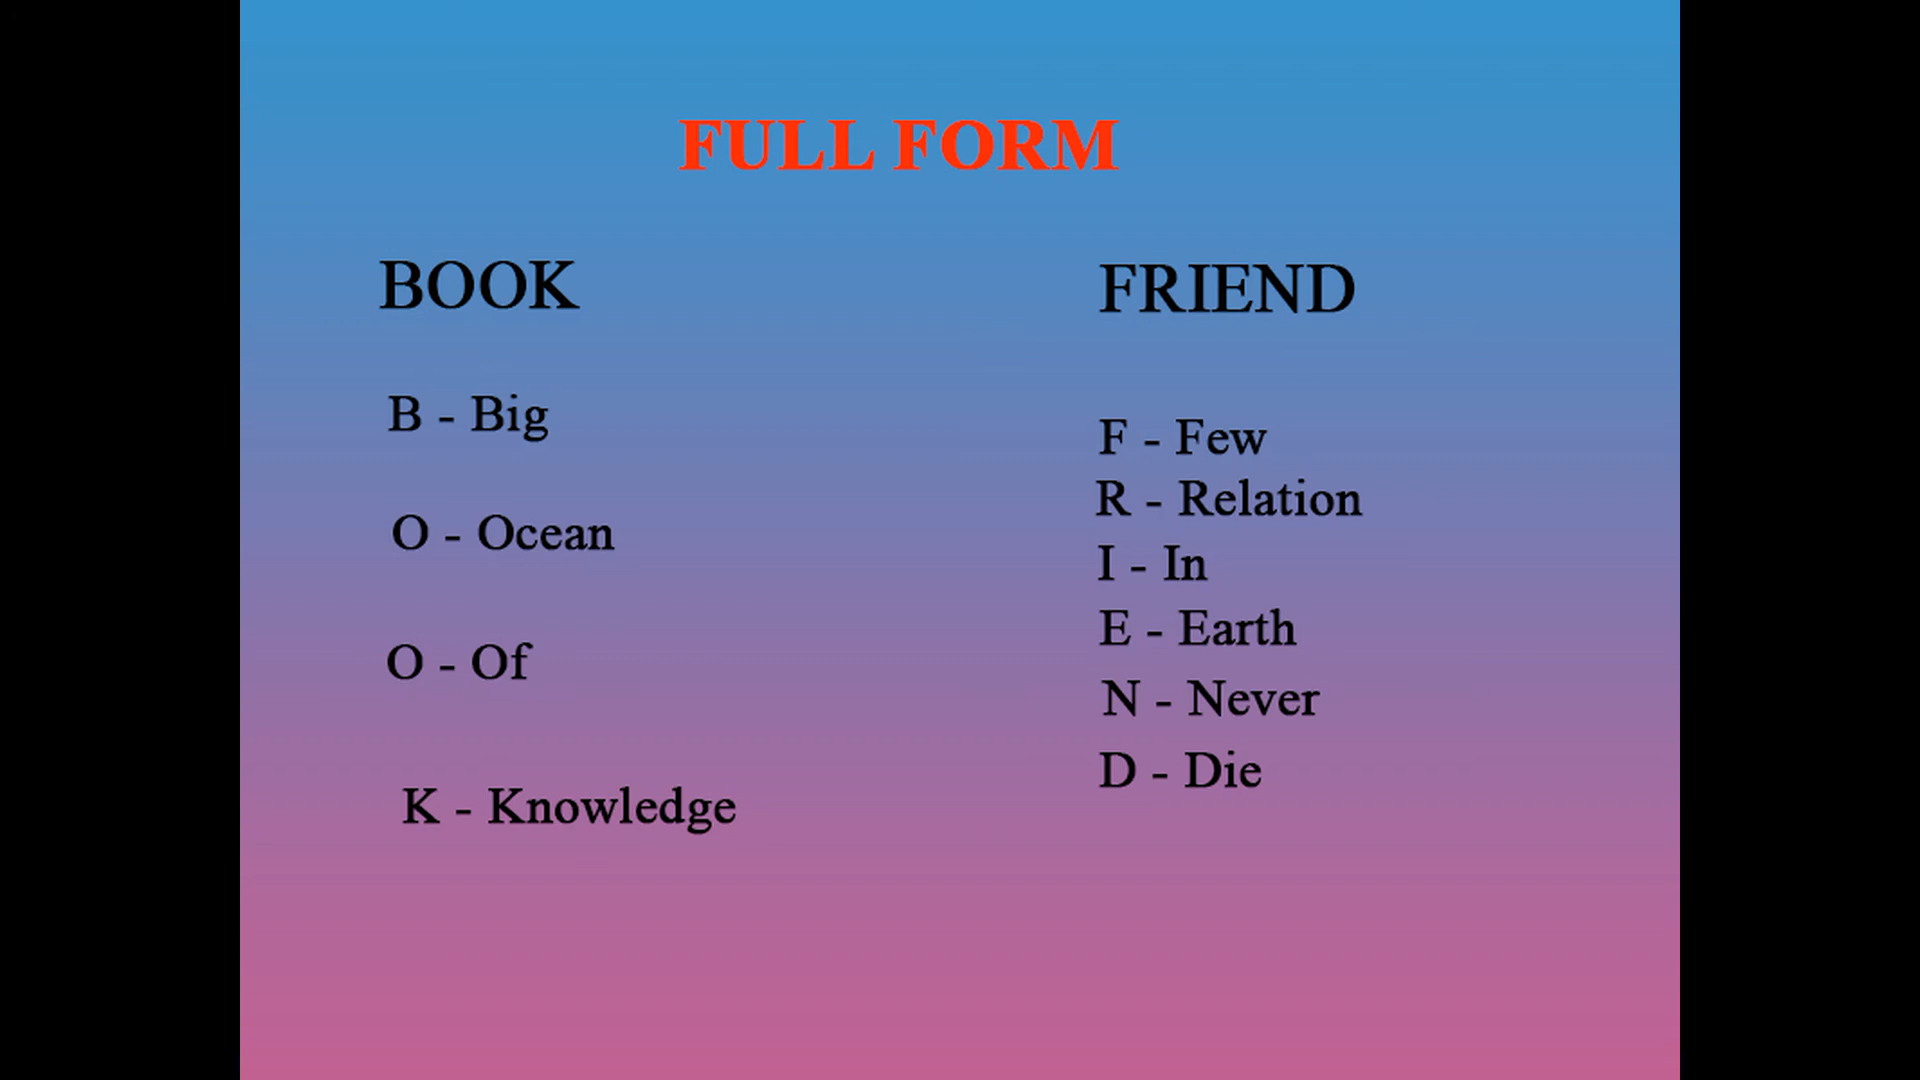 FULL FORM
BOOK
B - Big
O - Ocean
O - Of
K - Knowledge
FRIEND
F - Few
R - Relation
I - In
E - Earth
N - Never
D - Die